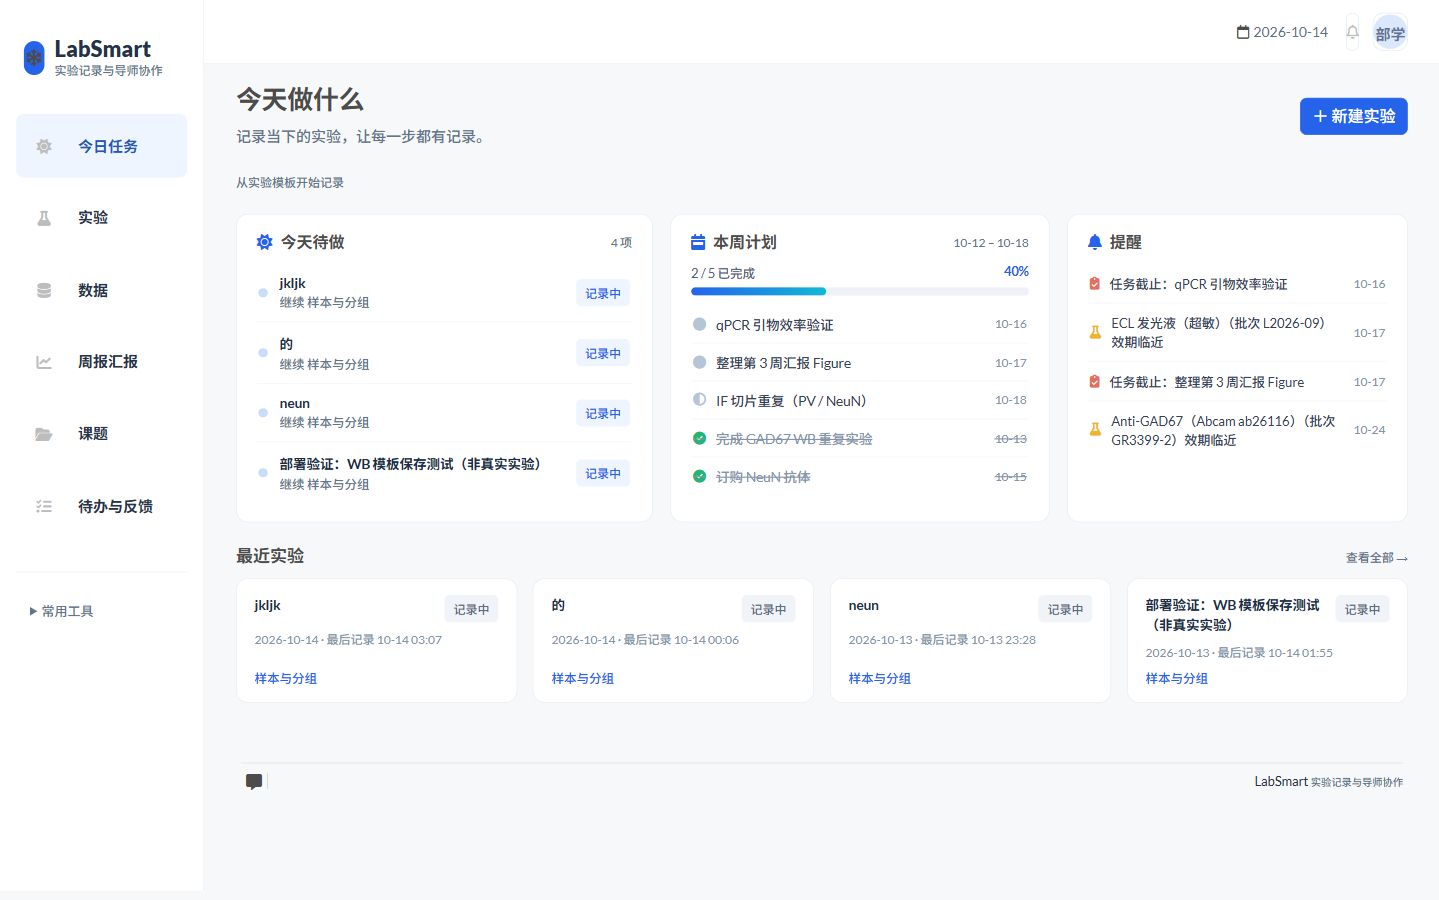 LabSmart
实验记录与导师协作
今日任务
实验
数据
周报汇报
课题
待办与反馈
常用工具
2026-10-14
部学
今天做什么
记录当下的实验，让每一步都有记录。
+ 新建实验
从实验模板开始记录
今天待做
4 项
jkljk
继续 样本与分组
记录中
的
继续 样本与分组
记录中
neun
继续 样本与分组
记录中
部署验证：WB 模板保存测试（非真实实验）
继续 样本与分组
记录中
本周计划
10-12 – 10-18
2 / 5 已完成
40%
qPCR 引物效率验证
10-16
整理第 3 周汇报 Figure
10-17
IF 切片重复（PV / NeuN）
10-18
完成 GAD67 WB 重复实验
10-13
订购 NeuN 抗体
10-15
提醒
任务截止：qPCR 引物效率验证
10-16
ECL 发光液（超敏）（批次 L2026-09）
效期临近
10-17
任务截止：整理第 3 周汇报 Figure
10-17
Anti-GAD67（Abcam ab26116）（批次
GR3399-2）效期临近
10-24
最近实验
查看全部 →
jkljk
记录中
2026-10-14 · 最后记录 10-14 03:07
样本与分组
的
记录中
2026-10-14 · 最后记录 10-14 00:06
样本与分组
neun
记录中
2026-10-13 · 最后记录 10-13 23:28
样本与分组
部署验证：WB 模板保存测试
（非真实实验）
记录中
2026-10-13 · 最后记录 10-14 01:55
样本与分组
LabSmart 实验记录与导师协作